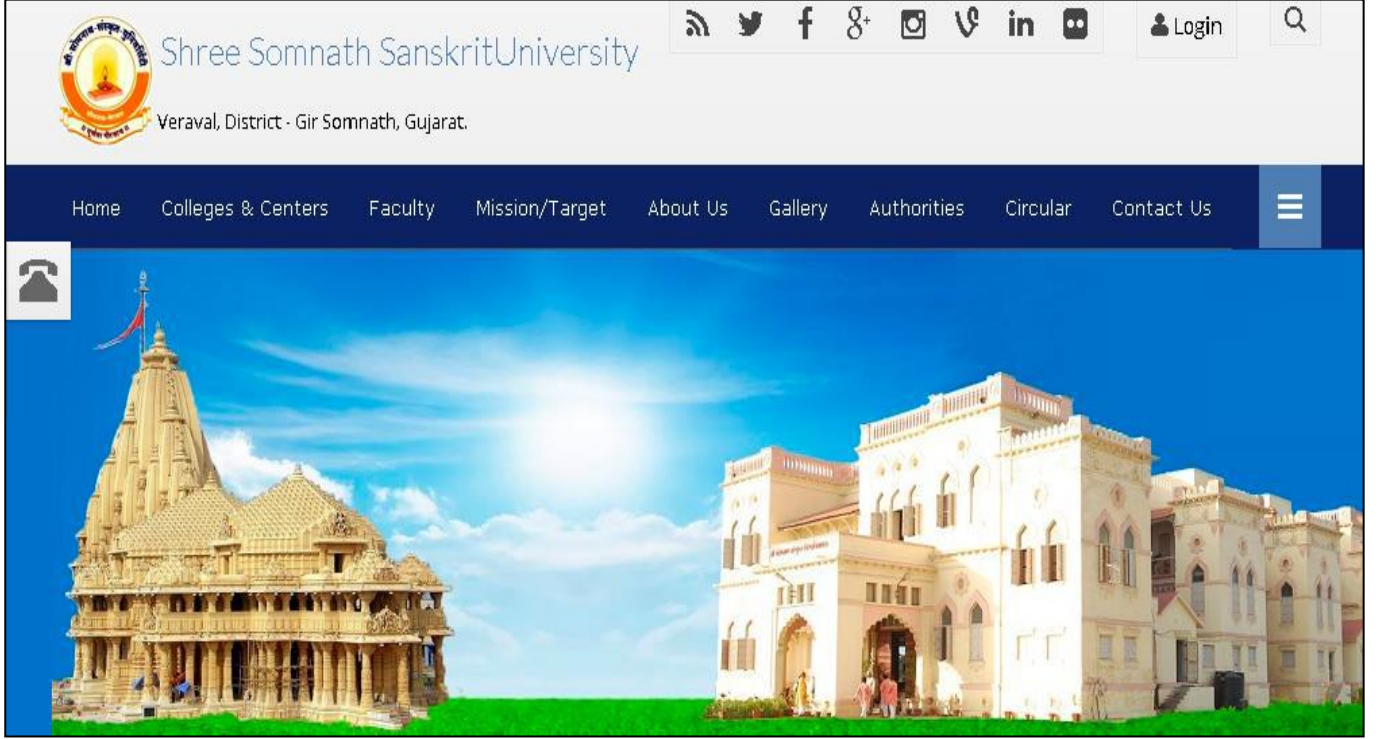 Shree Somnath SanskritUniversity
Login
Veraval, District - Gir Somnath, Gujarat.
Home Colleges & Centers Faculty Mission/Target About Us Gallery Authorities Circular Contact Us